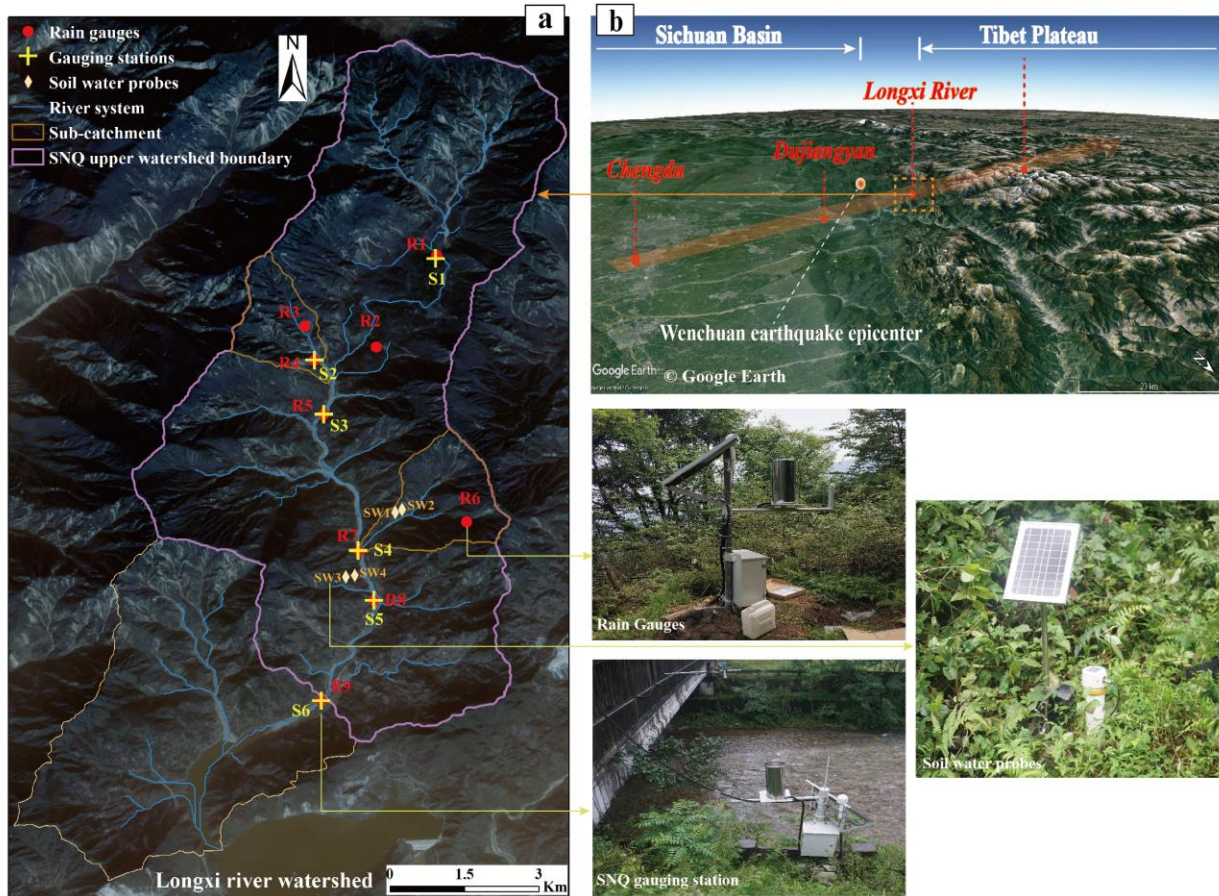 a
Rain gauges
Gauging stations
Soil water probes
River system
Sub-catchment
SNQ upper watershed boundary
N
R1
S1
R3
R2
R4
S2
R5
S3
SW1
SW2
R6
R7
S4
SW3
SW4
R8
S5
R9
S6
Longxi river watershed
0 1.5 3
Km
b
Sichuan Basin
Tibet Plateau
Longxi River
Dujiangyan
Chengdu
Wenchuan earthquake epicenter
Google Earth
© Google Earth
23 km
N
Rain Gauges
Soil water probes
SNQ gauging station